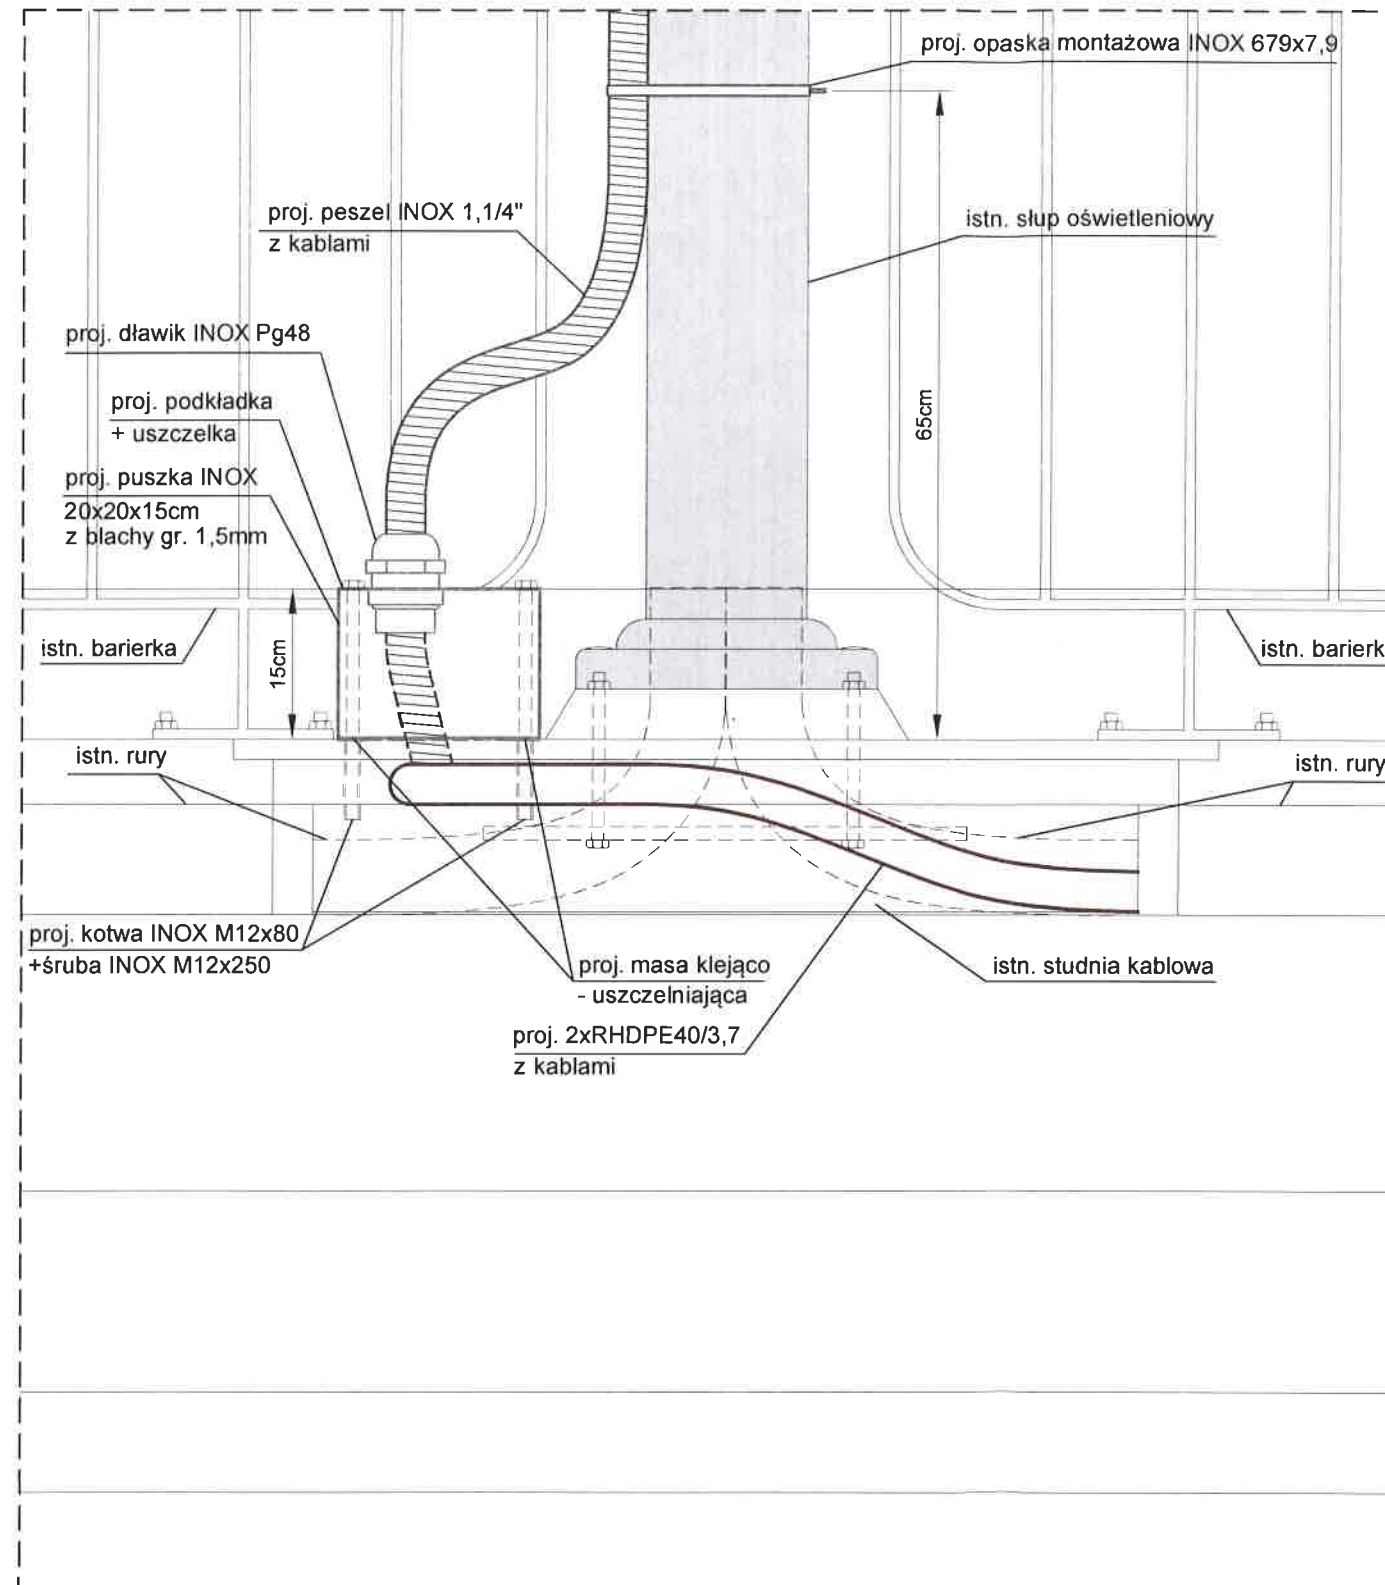 proj. opaska montażowa INOX 679x7,9
proj. peszel INOX 1,1/4"
z kablami
istn. słup oświetleniowy
proj. dławik INOX Pg48
proj. podkładka
+ uszczelka
65cm
proj. puszka INOX
20x20x15cm
z blachy gr. 1,5mm
istn. barierka
15cm
istn. barierk
istn. rury
istn. rury
proj. kotwa INOX M12x80
+śruba INOX M12x250
proj. masa klejąco
- uszczelniająca
istn. studnia kablowa
proj. 2xRHDPE40/3,7
z kablami